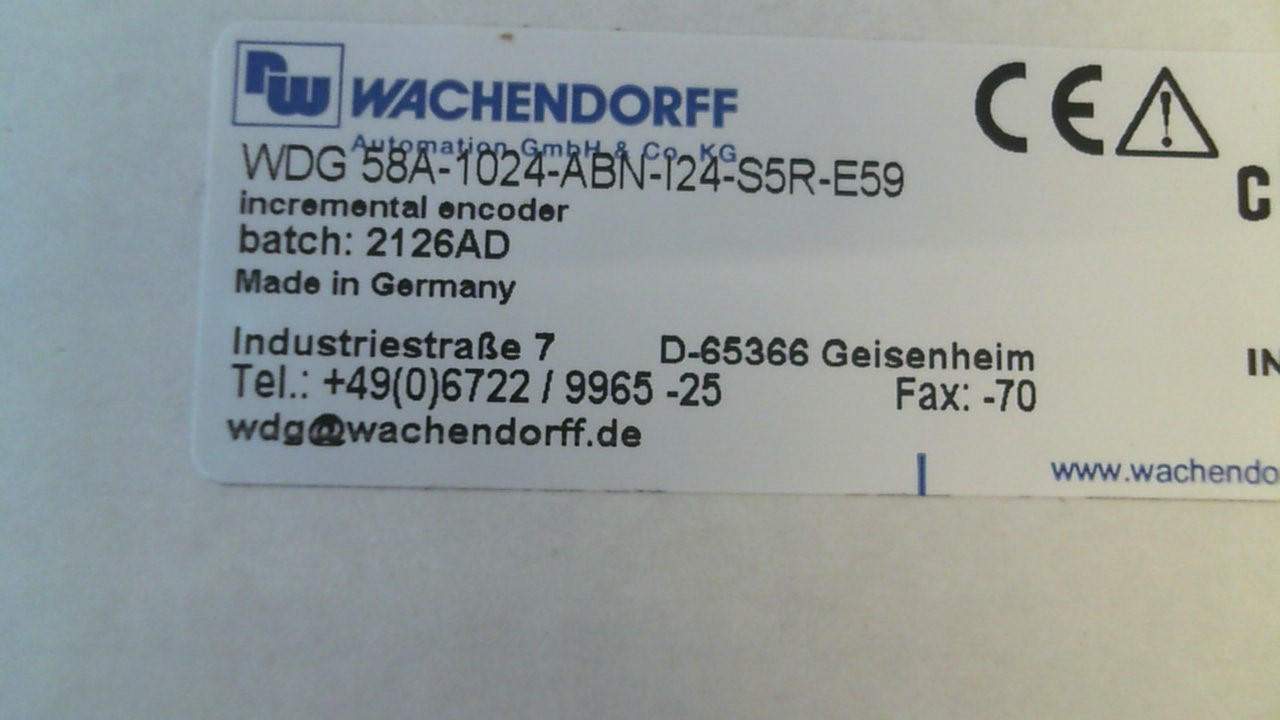 rw WACHENDORFF
Automation GmbH & Co. KG
WDG 58A-1024-ABN-I24-S5R-E59
incremental encoder
batch: 2126AD
Made in Germany
Industriestraße 7 D-65366 Geisenheim
Tel.: +49(0)6722 / 9965 -25 Fax: -70
wdg@wachendorff.de
www.wachendo
CE
C
IN